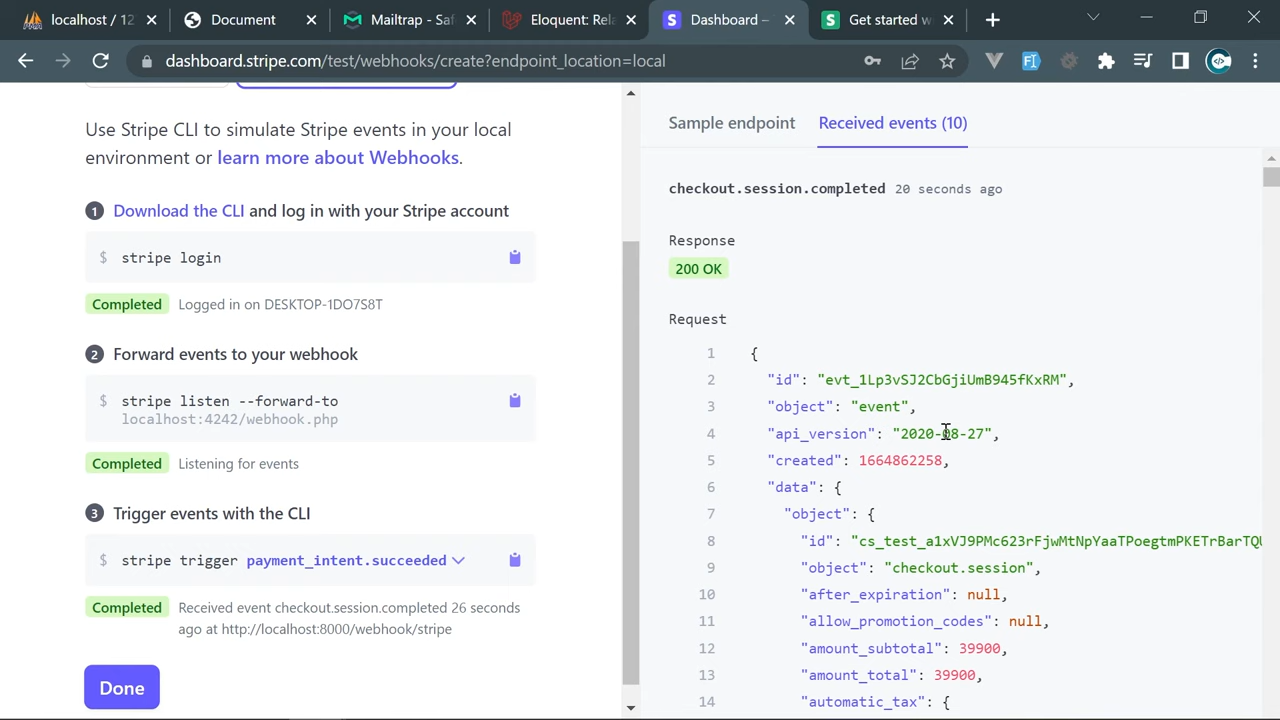 localhost / 12
Document
Mailtrap - Saf
Eloquent: Rela
Dashboard –
Get started w
dashboard.stripe.com/test/webhooks/create?endpoint_location=local
Use Stripe CLI to simulate Stripe events in your local
environment or learn more about Webhooks.
1 Download the CLI and log in with your Stripe account
$ stripe login
Completed Logged in on DESKTOP-1DO7S8T
2 Forward events to your webhook
$ stripe listen --forward-to
localhost:4242/webhook.php
Completed Listening for events
3 Trigger events with the CLI
$ stripe trigger payment_intent.succeeded
Completed Received event checkout.session.completed 26 seconds
ago at http://localhost:8000/webhook/stripe
Done
Sample endpoint Received events (10)
checkout.session.completed 20 seconds ago
Response
200 OK
Request
1 {
2 "id": "evt_1Lp3vSJ2CbGjiUmB945fKxRM",
3 "object": "event",
4 "api_version": "2020-08-27",
5 "created": 1664862258,
6 "data": {
7 "object": {
8 "id": "cs_test_a1xVJ9PMc623rFjwMtNpYaaTPoegtmPKETrBarTQU
9 "object": "checkout.session",
10 "after_expiration": null,
11 "allow_promotion_codes": null,
12 "amount_subtotal": 39900,
13 "amount_total": 39900,
14 "automatic_tax": {